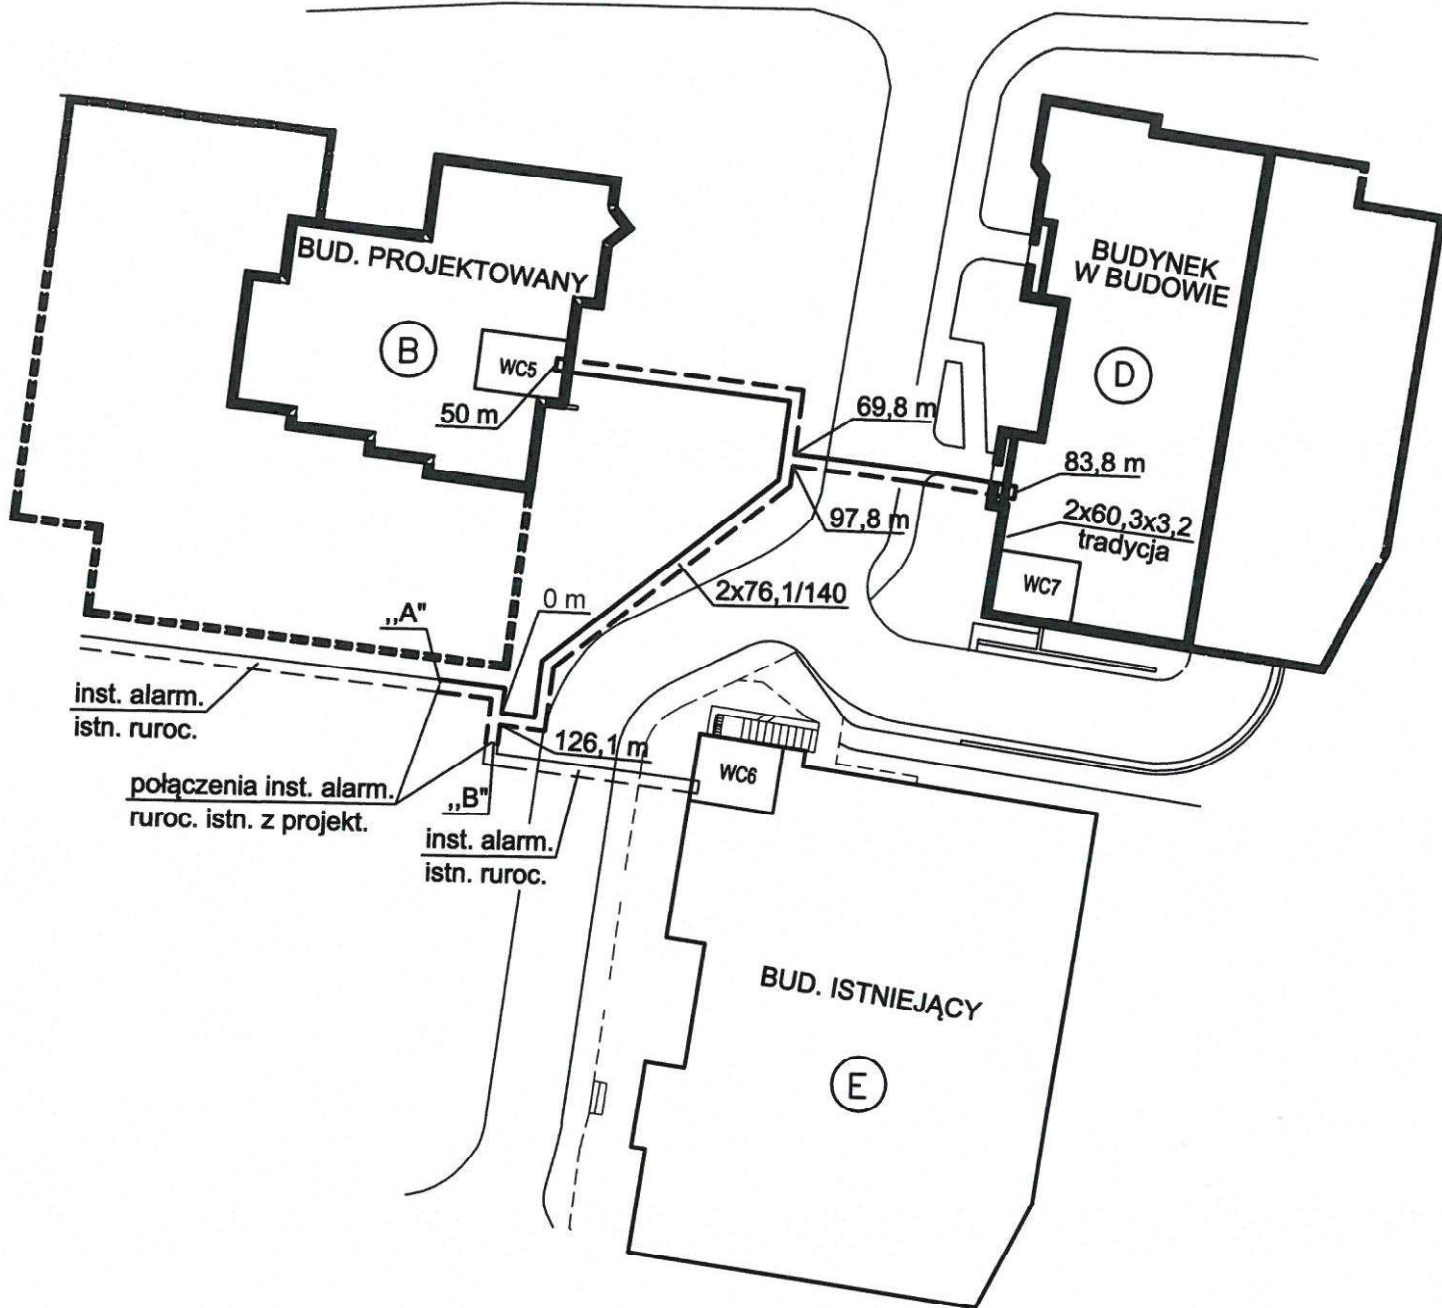 BUD. PROJEKTOWANY
B
WC5
50 m
BUDYNEK
W BUDOWIE
D
69,8 m
83,8 m
97,8 m
2x60,3x3,2
tradycja
WC7
2x76,1/140
0 m
,,A"
inst. alarm.
istn. ruroc.
126,1 m
WC6
połączenia inst. alarm.
ruroc. istn. z projekt.
,,B"
inst. alarm.
istn. ruroc.
BUD. ISTNIEJĄCY
E